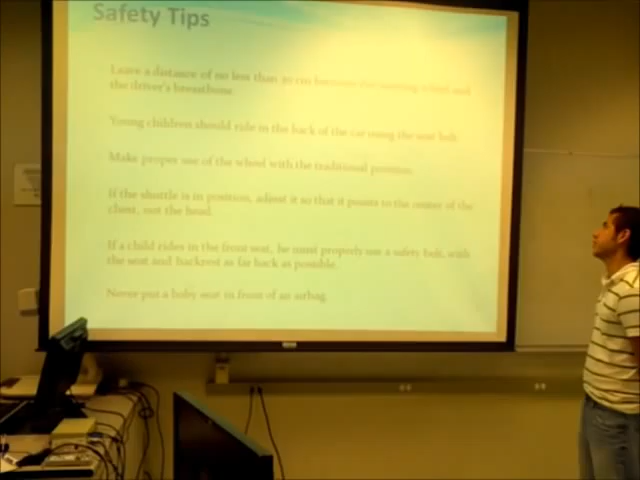 Safety Tips
Leave a distance of no less than between the steering wheel and
the driver's breastbone.
Young children should ride in the back of the car using the seat belt.
Make proper use of the wheel with the traditional position.
If the shuttle is in position, adjust it so that it points to the center of the
chest, not the head.
If a child rides in the front seat, he must properly use a safety belt, with
the seat and backrest as far back as possible.
Never put a baby seat in front of an airbag.